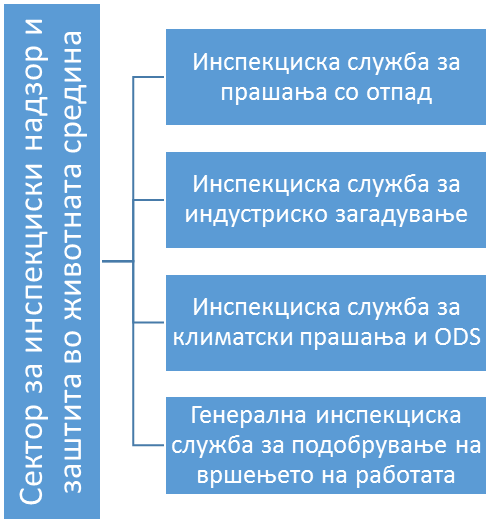 Сектор за инспекциски надзор и
заштита во животната средина
Инспекциска служба за
прашања со отпад
Инспекциска служба за
индустриско загадување
Инспекциска служба за
климатски прашања и ODS
Генерална инспекциска
служба за подобрување на
вршењето на работата